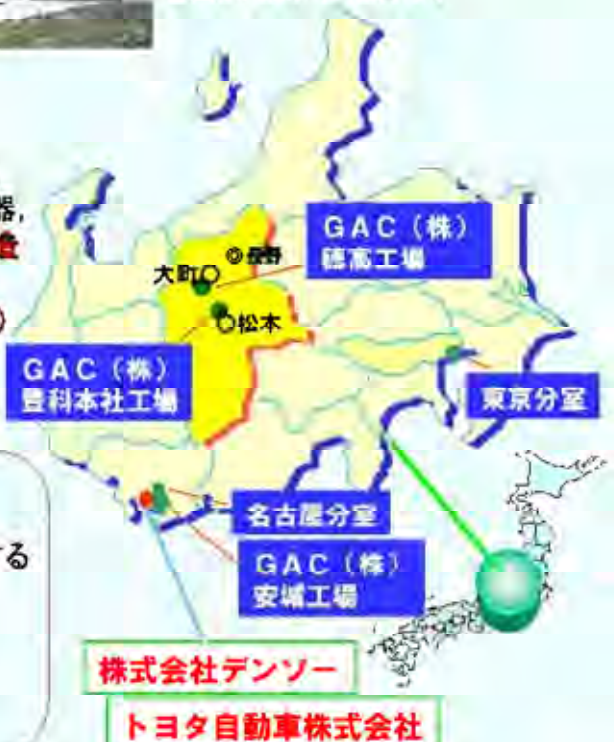 器,
GAC（株）
穂高工場
◎長野
大町○
○松本
GAC（株）
豊科本社工場
東京分室
名古屋分室
る
GAC（株）
安城工場
株式会社デンソー
トヨタ自動車株式会社